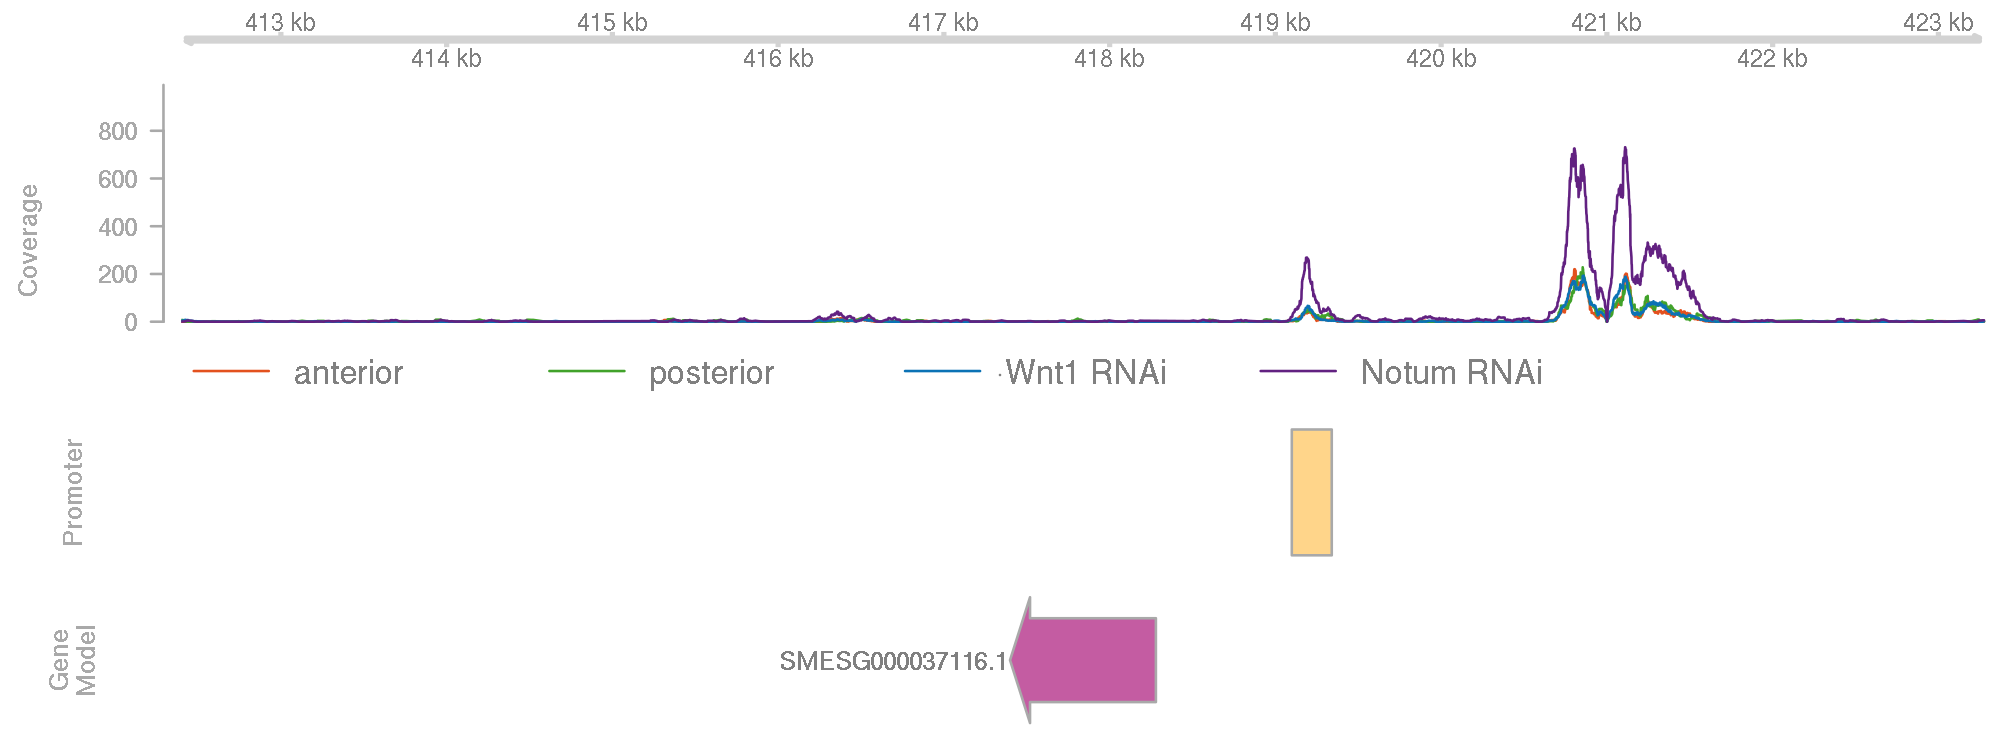 413 kb 415 kb 417 kb 419 kb 421 kb 423 kb
414 kb 416 kb 418 kb 420 kb 422 kb
Coverage
800
600
400
200
0
anterior posterior Wnt1 RNAi Notum RNAi
Promoter
Gene
Model
SMESG000037116.1